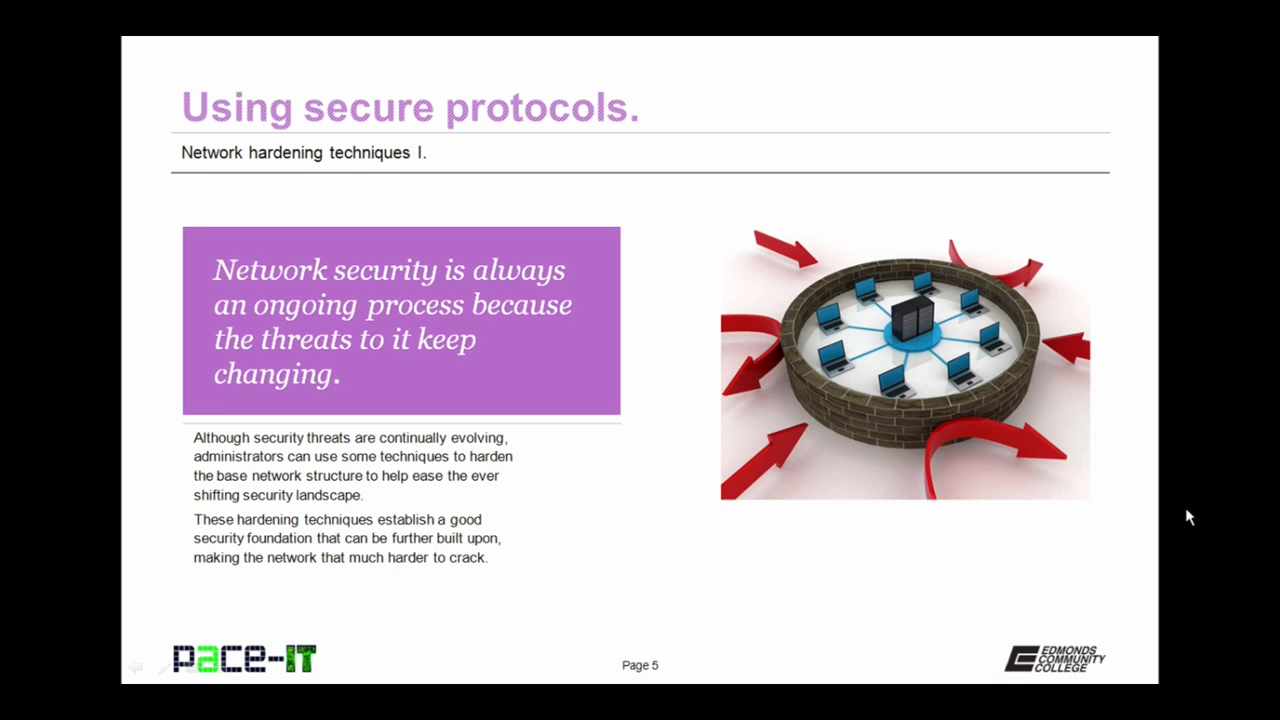 Using secure protocols.
Network hardening techniques I.
Network security is always
an ongoing process because
the threats to it keep
changing.
Although security threats are continually evolving,
administrators can use some techniques to harden
the base network structure to help ease the ever
shifting security landscape.
These hardening techniques establish a good
security foundation that can be further built upon,
making the network that much harder to crack.
pace-IT
Page 5
EDMONDS
COMMUNITY
COLLEGE